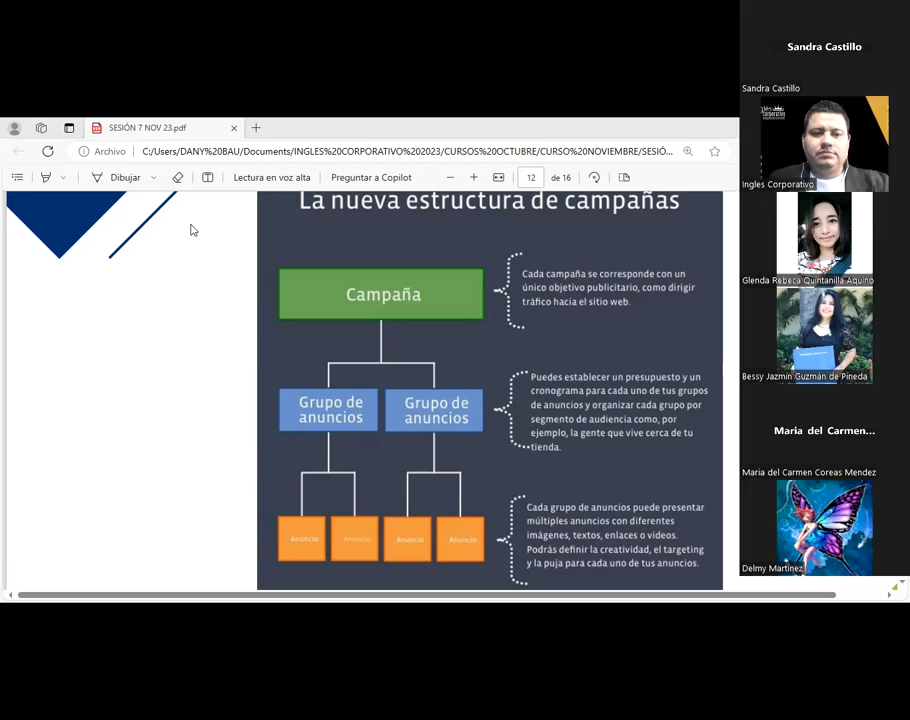 SESIÓN 7 NOV 23.pdf
Archivo
C:/Users/DANY%20BAU/Documents/INGLES%20CORPORATIVO%202023/CURSOS%20OCTUBRE/CURSO%20NOVIEMBRE/SESIÓ...
Dibujar
Lectura en voz alta
Preguntar a Copilot
12
de 16
La nueva estructura de campañas
Campaña
Cada campaña se corresponde con un
único objetivo publicitario, como dirigir
tráfico hacia el sitio web.
Grupo de
anuncios
Grupo de
anuncios
Puedes establecer un presupuesto y un
cronograma para cada uno de tus grupos
de anuncios y organizar cada grupo por
segmento de audiencia como, por
ejemplo, la gente que vive cerca de tu
tienda.
Anuncio
Anuncio
Anuncio
Anuncio
Cada grupo de anuncios puede presentar
múltiples anuncios con diferentes
imágenes, textos, enlaces o videos.
Podrás definir la creatividad, el targeting
y la puja para cada uno de tus anuncios.
Sandra Castillo
Sandra Castillo
Ingles Corporativo
Glenda Rebeca Quintanilla Aquino
Bessy Jazmín Guzmán de Pineda
Maria del Carmen...
Maria del Carmen Coreas Mendez
Delmy Martinez